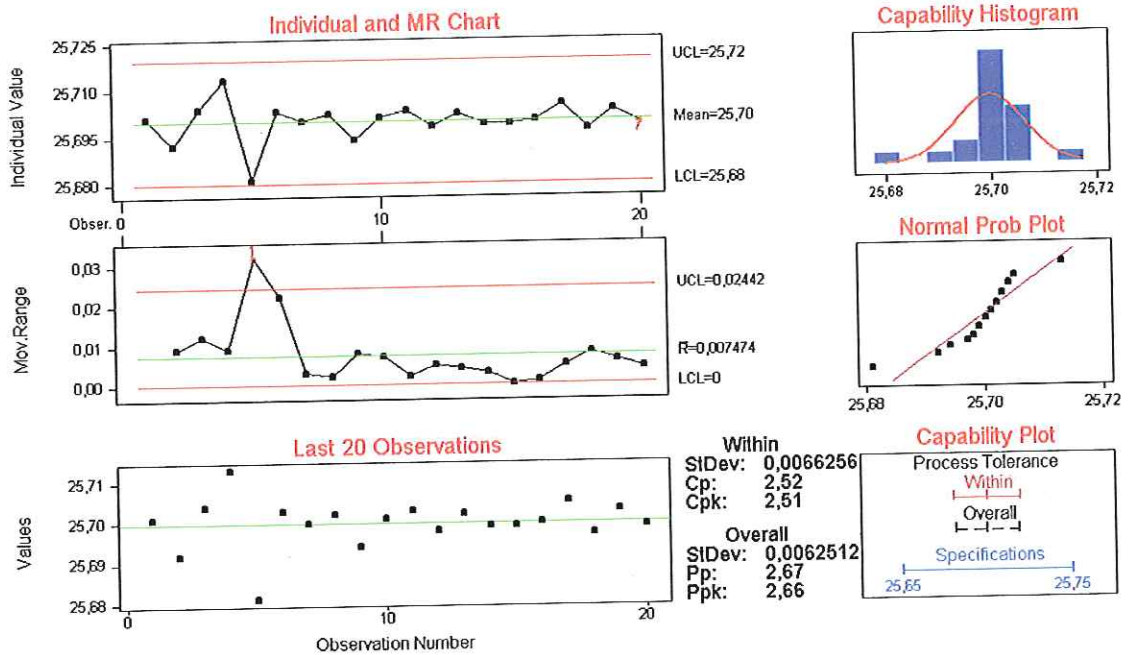 Individual and MR Chart
Individual Value
25,725
25,710
25,695
25,680
UCL=25,72
Mean=25,70
LCL=25,68
7
Obser. 0
10
20
Mov.Range
0,03
0,02
0,01
0,00
1
UCL=0,02442
R=0,007474
LCL=0
Last 20 Observations
Values
25,71
25,70
25,69
25,68
0
10
20
Observation Number
Within
StDev: 0,0066256
Cp: 2,52
Cpk: 2,51
Overall
StDev: 0,0062512
Pp: 2,67
Ppk: 2,66
Capability Histogram
25,68
25,70
25,72
Normal Prob Plot
25,68
25,70
25,72
Capability Plot
Process Tolerance
Within
Overall
Specifications
25,65
25,75